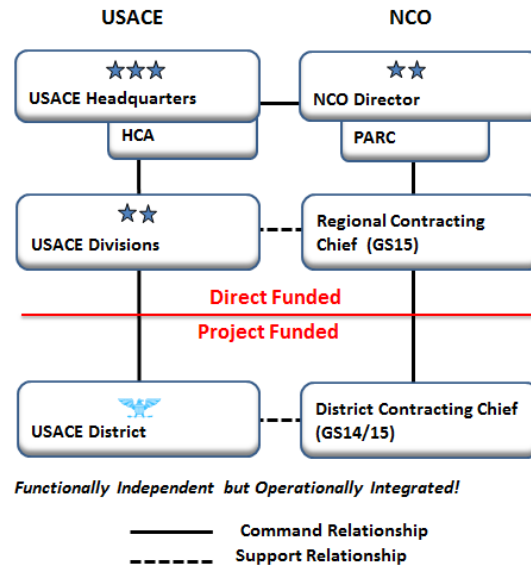 USACE
NCO
USACE Headquarters
NCO Director
HCA
PARC
USACE Divisions
Regional Contracting
Chief (GS15)
Direct Funded
Project Funded
USACE District
District Contracting Chief
(GS14/15)
Functionally Independent but Operationally Integrated!
Command Relationship
Support Relationship